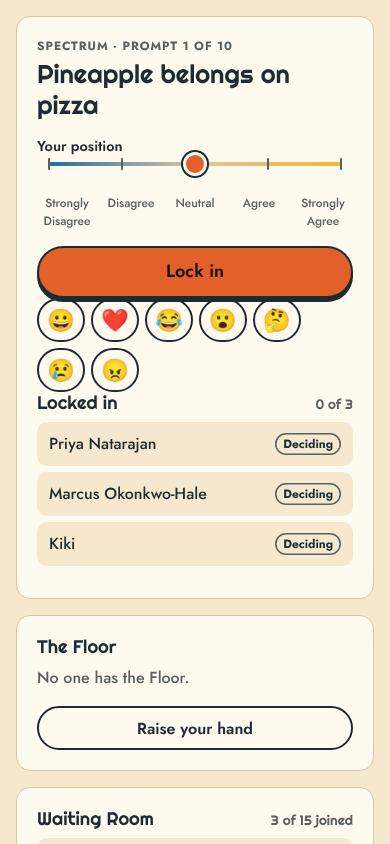 SPECTRUM · PROMPT 1 OF 10
Pineapple belongs on
pizza
Your position
Strongly Disagree
Disagree
Neutral
Agree
Strongly Agree
Lock in
😀 ❤️ 😂 😮 🤔
😢 😠
Locked in 0 of 3
Priya Natarajan Deciding
Marcus Okonkwo-Hale Deciding
Kiki Deciding
The Floor
No one has the Floor.
Raise your hand
Waiting Room 3 of 15 joined